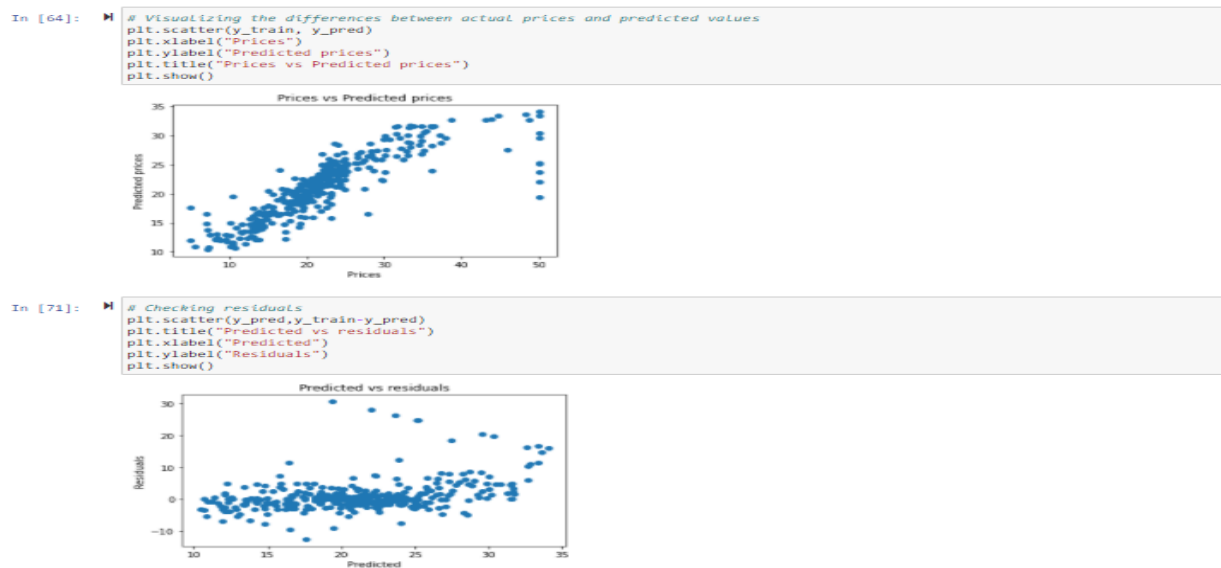 In [64]:
# Visualizing the differences between actual prices and predicted values
plt.scatter(y_train, y_pred)
plt.xlabel("Prices")
plt.ylabel("Predicted prices")
plt.title("Prices vs Predicted prices")
plt.show()
Prices vs Predicted prices
35
30
25
20
15
10
Predicted prices
10 20 30 40 50
Prices
In [71]:
# Checking residuals
plt.scatter(y_pred,y_train-y_pred)
plt.title("Predicted vs residuals")
plt.xlabel("Predicted")
plt.ylabel("Residuals")
plt.show()
Predicted vs residuals
30
20
10
0
−10
Residuals
10 15 20 25 30 35
Predicted